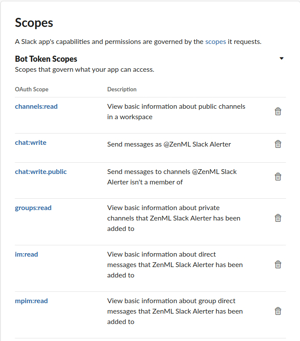 Scopes
A Slack app's capabilities and permissions are governed by the scopes it requests.
Bot Token Scopes
Scopes that govern what your app can access.
OAuth Scope Description
channels:read View basic information about public channels
in a workspace
chat:write Send messages as @ZenML Slack Alerter
chat:write.public Send messages to channels @ZenML Slack
Alerter isn't a member of
groups:read View basic information about private
channels that ZenML Slack Alerter has been
added to
im:read View basic information about direct
messages that ZenML Slack Alerter has been
added to
mpim:read View basic information about group direct
messages that ZenML Slack Alerter has been
added to